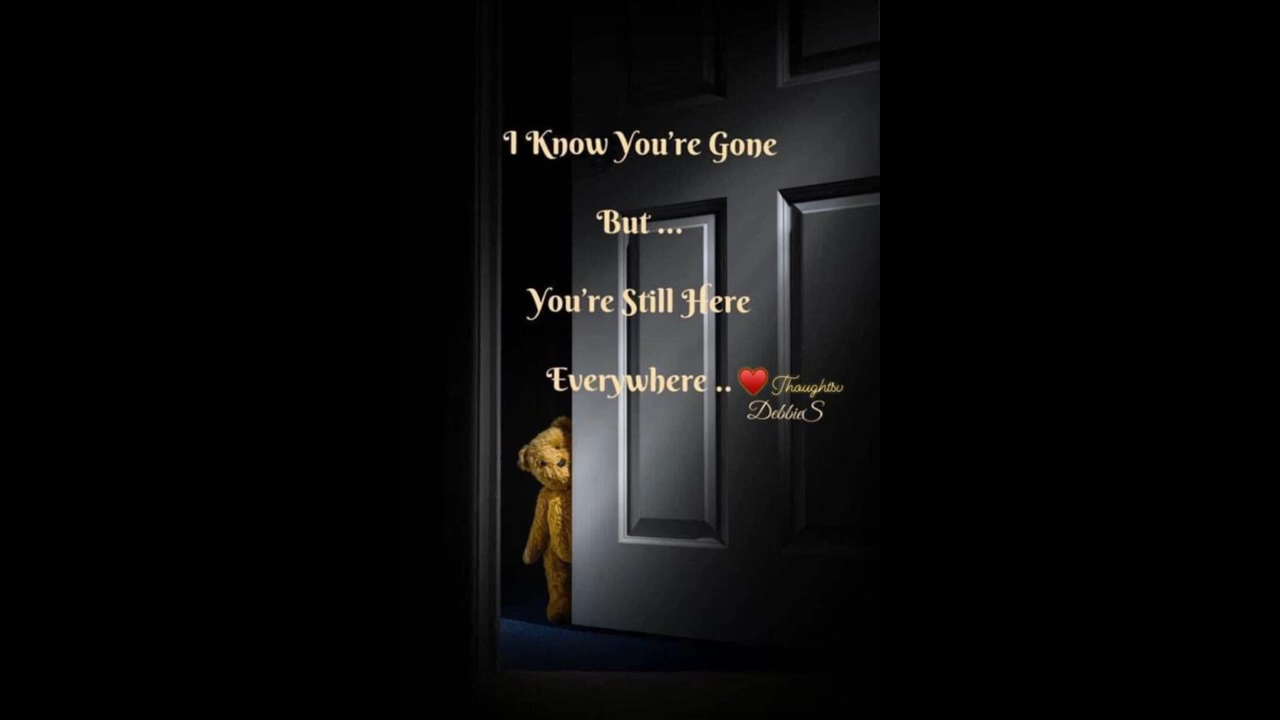 I Know You're Gone
But ...
You're Still Here
Everywhere .. ❤️ Thoughts
DebbieS